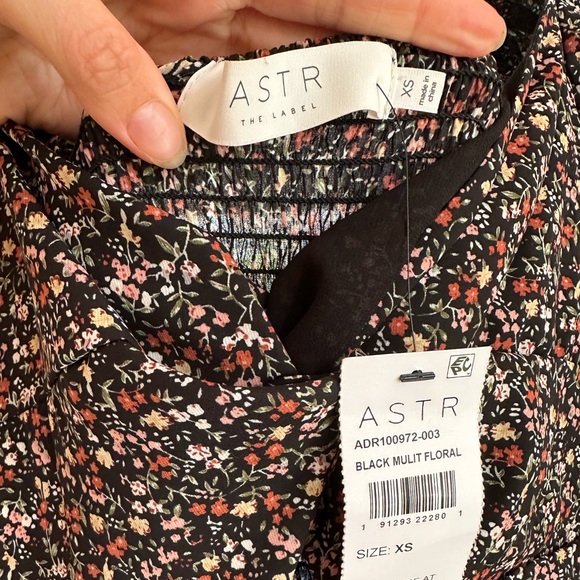 ASTR
THE LABEL
XS
made in
china
EPC
ASTR
ADR100972-003
BLACK MULIT FLORAL
1 91293 22280 1
SIZE: XS